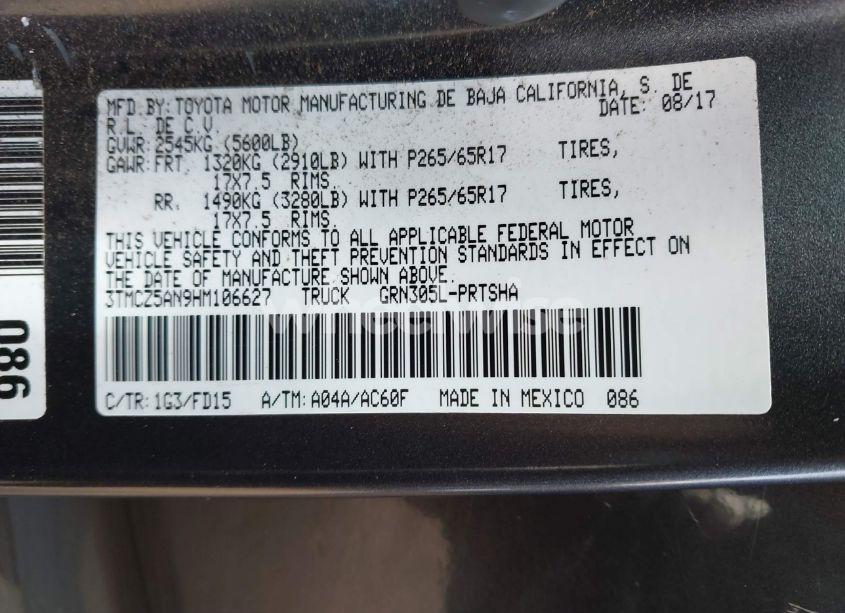 MFD.BY:TOYOTA MOTOR MANUFACTURING DE BAJA CALIFORNIA, S. DE
R.L. DE C.V. DATE: 08/17
GVWR:2545KG (5600LB)
GAWR:FRT. 1320KG (2910LB) WITH P265/65R17 TIRES,
17X7.5 RIMS
RR. 1490KG (3280LB) WITH P265/65R17 TIRES,
17X7.5 RIMS.
THIS VEHICLE CONFORMS TO ALL APPLICABLE FEDERAL MOTOR
VEHICLE SAFETY AND THEFT PREVENTION STANDARDS IN EFFECT ON
THE DATE OF MANUFACTURE SHOWN ABOVE.
3TMCZ5AN9HM106627 TRUCK GRN305L-PRTSHA
wheelwise
C/TR:1G3/FD15 A/TM:A04A/AC60F MADE IN MEXICO 086
086